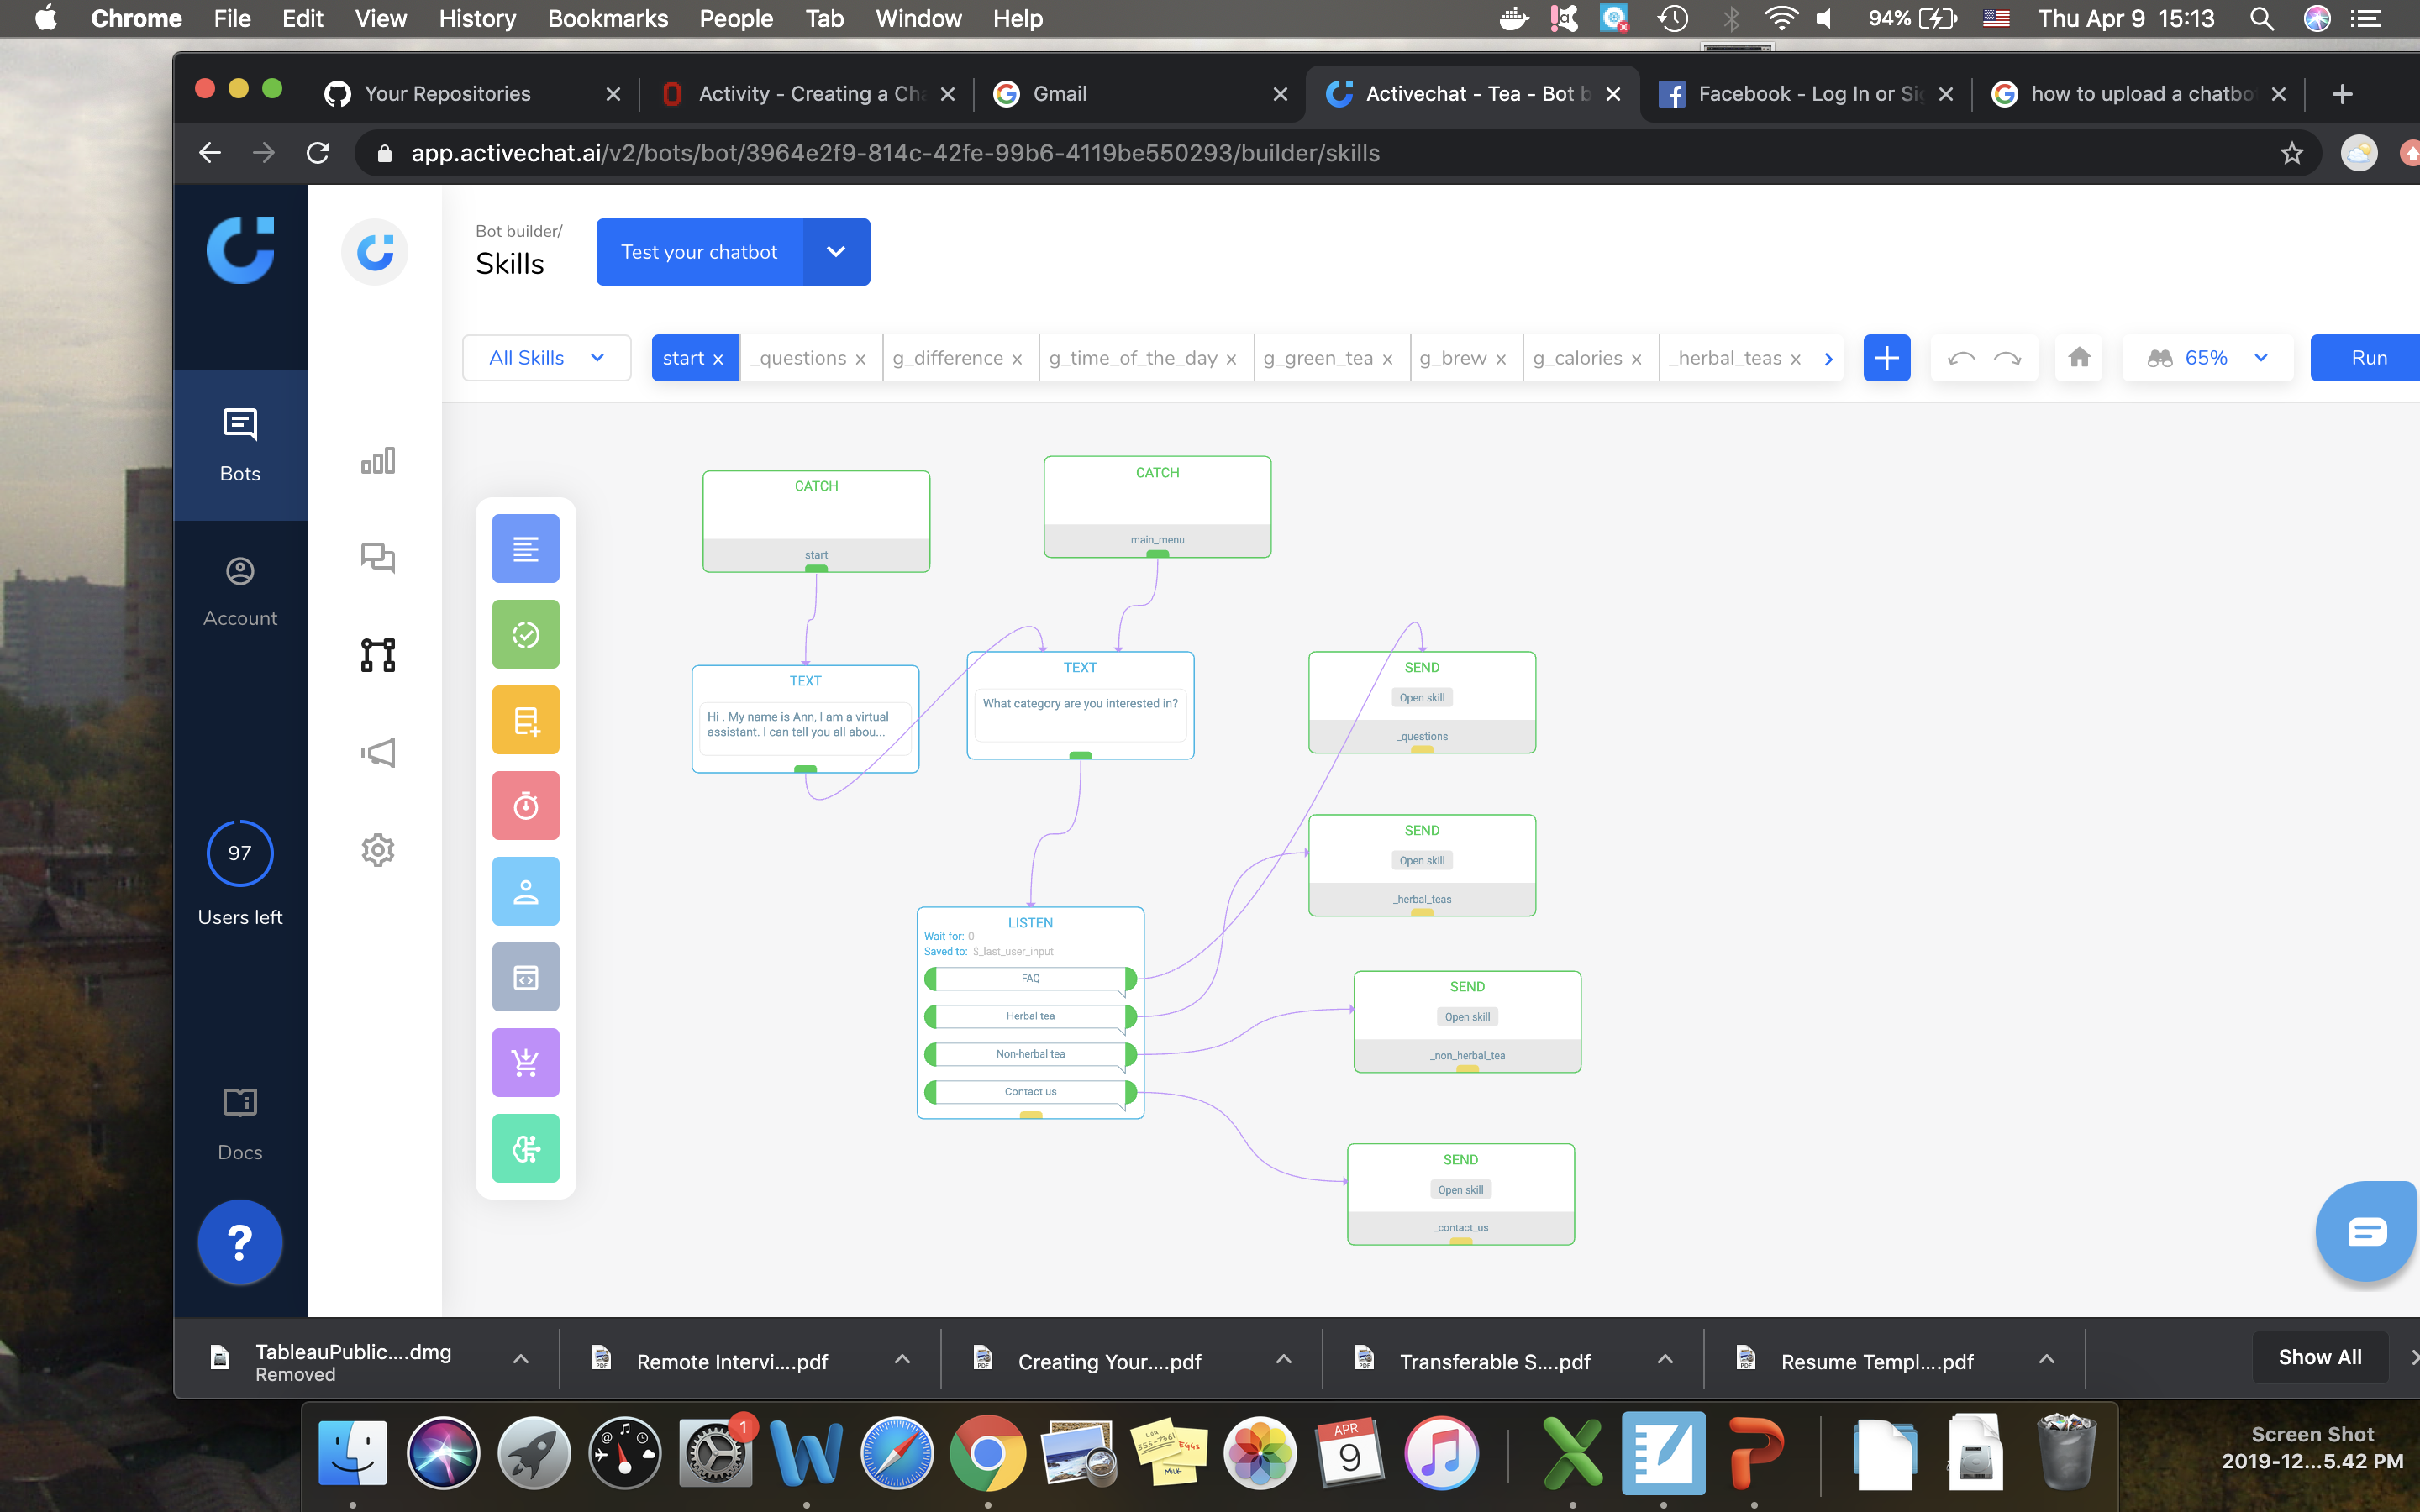 Chrome File Edit View History Bookmarks People Tab Window Help 94% Thu Apr 9 15:13
Your Repositories
Activity - Creating a Cha
Gmail
Activechat - Tea - Bot b
Facebook - Log In or Si
how to upload a chatbo
app.activechat.ai/v2/bots/bot/3964e2f9-814c-42fe-99b6-4119be550293/builder/skills
Bot builder/
Skills
Test your chatbot
All Skills
start x
_questions x
g_difference x
g_time_of_the_day x
g_green_tea x
g_brew x
g_calories x
_herbal_teas x
65%
Run
Bots
Account
97
Users left
Docs
?
CATCH
start
CATCH
main_menu
TEXT
Hi . My name is Ann, I am a virtual
assistant. I can tell you all abou...
TEXT
What category are you interested in?
SEND
Open skill
_questions
SEND
Open skill
_herbal_teas
LISTEN
Wait for: 0
Saved to: $_last_user_input
FAQ
Herbal tea
Non-herbal tea
Contact us
SEND
Open skill
_non_herbal_tea
SEND
Open skill
_contact_us
TableauPublic....dmg
Removed
Remote Intervi....pdf
Creating Your....pdf
Transferable S....pdf
Resume Templ....pdf
Show All
1
APR
9
Screen Shot
2019-12...5.42 PM